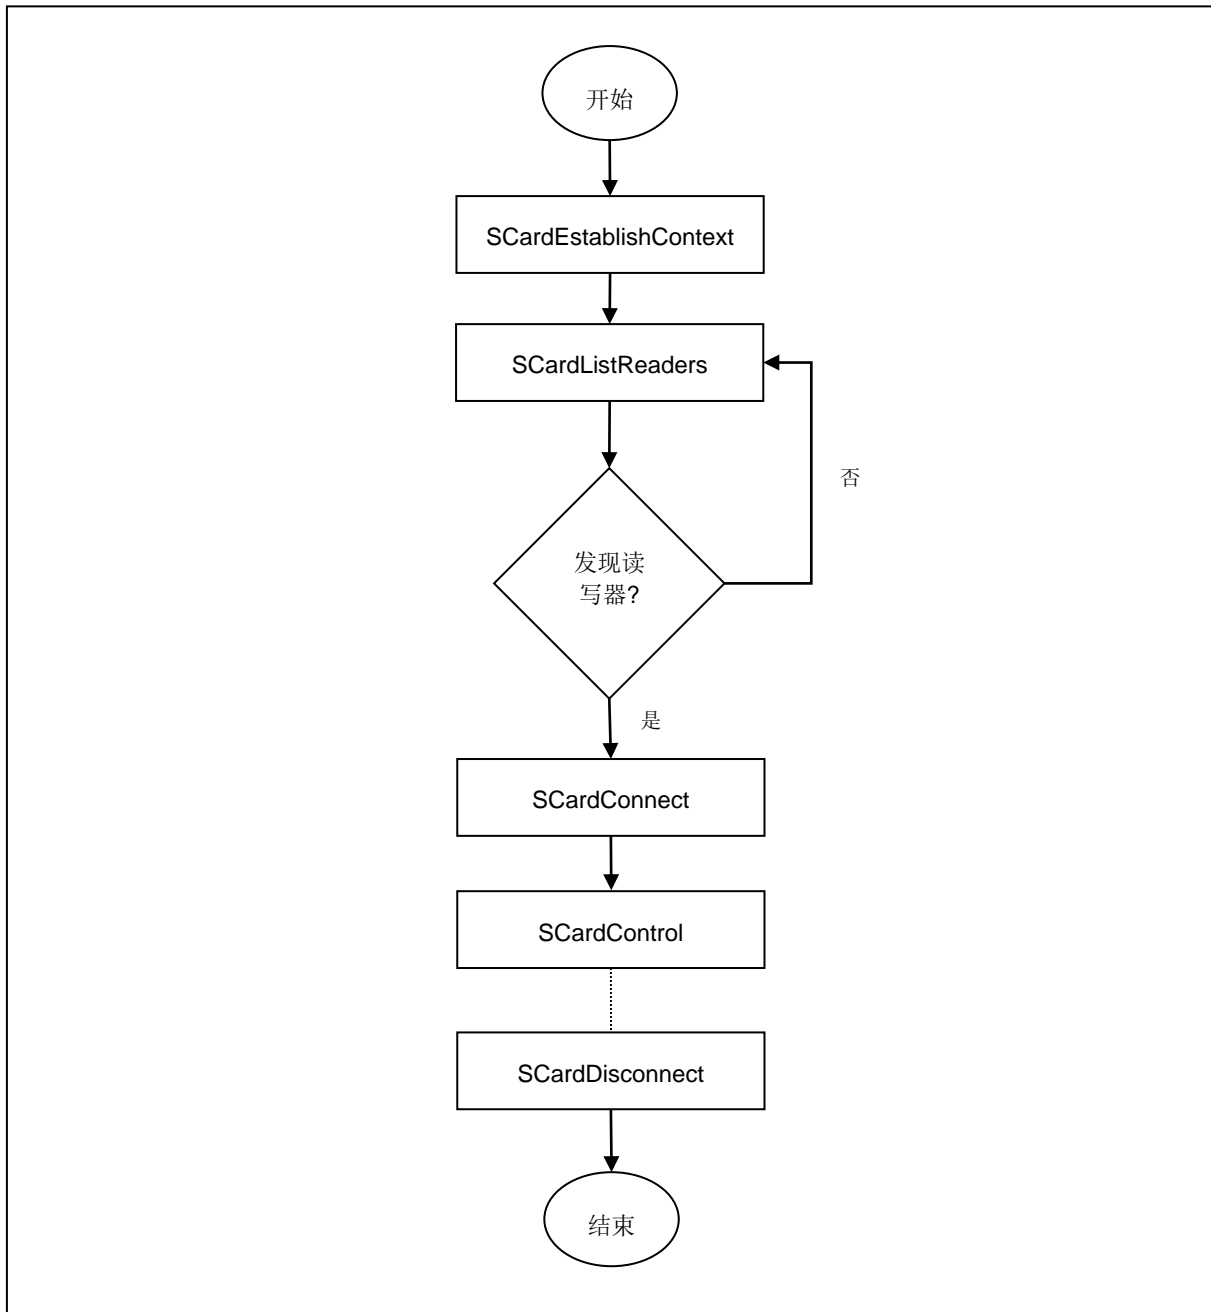 开始
SCardEstablishContext
SCardListReaders
否
发现读
写器?
是
SCardConnect
SCardControl
SCardDisconnect
结束